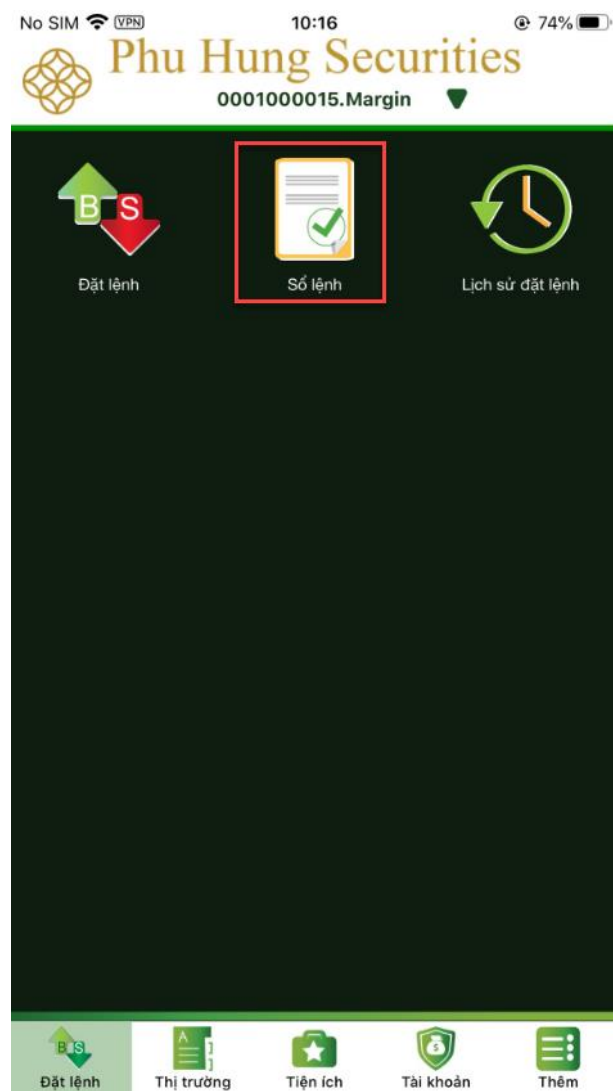 No SIM VPN 10:16 74%
Phu Hung Securities
0001000015.Margin
B S
Đặt lệnh Sổ lệnh Lịch sử đặt lệnh
B S A
Đặt lệnh Thị trường Tiện ích Tài khoản Thêm